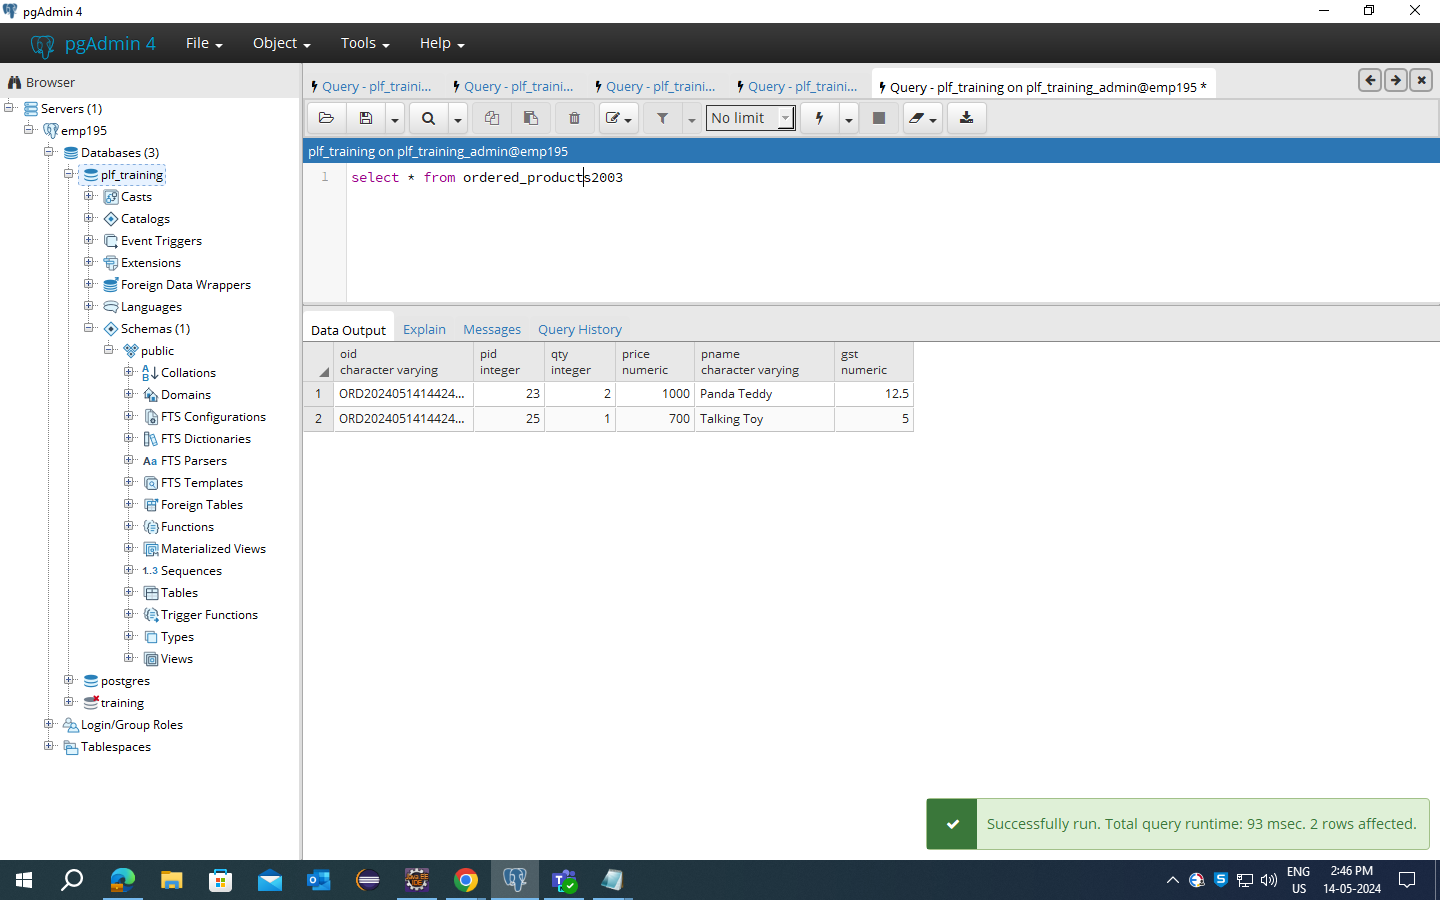 pgAdmin 4
pgAdmin 4 File Object Tools Help
Browser
Servers (1)
emp195
Databases (3)
plf_training
Casts
Catalogs
Event Triggers
Extensions
Foreign Data Wrappers
Languages
Schemas (1)
public
Collations
Domains
FTS Configurations
FTS Dictionaries
Aa FTS Parsers
FTS Templates
Foreign Tables
Functions
Materialized Views
1..3 Sequences
Tables
Trigger Functions
Types
Views
postgres
training
Login/Group Roles
Tablespaces
Query - plf_traini... Query - plf_traini... Query - plf_traini... Query - plf_traini... Query - plf_training on plf_training_admin@emp195 *
No limit
plf_training on plf_training_admin@emp195
1 select * from ordered_products2003
Data Output Explain Messages Query History
oid pid qty price pname gst
character varying integer integer numeric character varying numeric
1 ORD2024051414424... 23 2 1000 Panda Teddy 12.5
2 ORD2024051414424... 25 1 700 Talking Toy 5
Successfully run. Total query runtime: 93 msec. 2 rows affected.
ENG 2:46 PM
US 14-05-2024